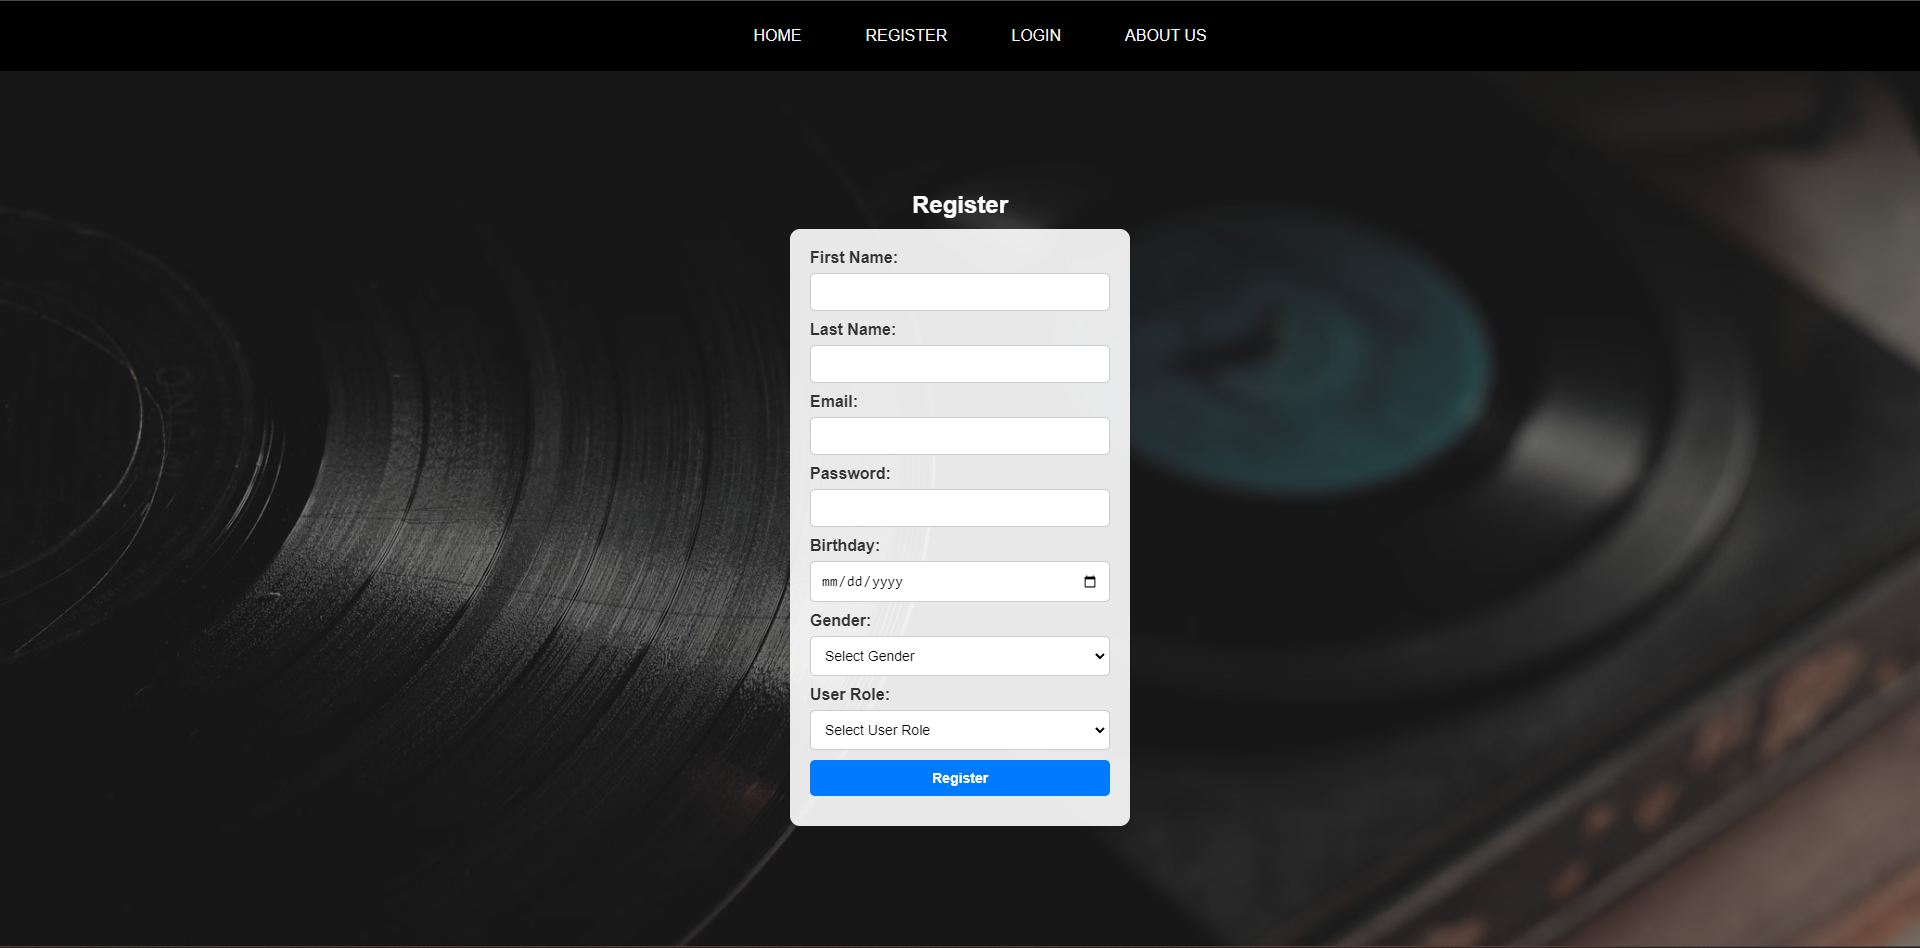 HOME REGISTER LOGIN ABOUT US
Register
First Name:
Last Name:
Email:
Password:
Birthday:
mm/dd/yyyy
Gender:
Select Gender
User Role:
Select User Role
Register